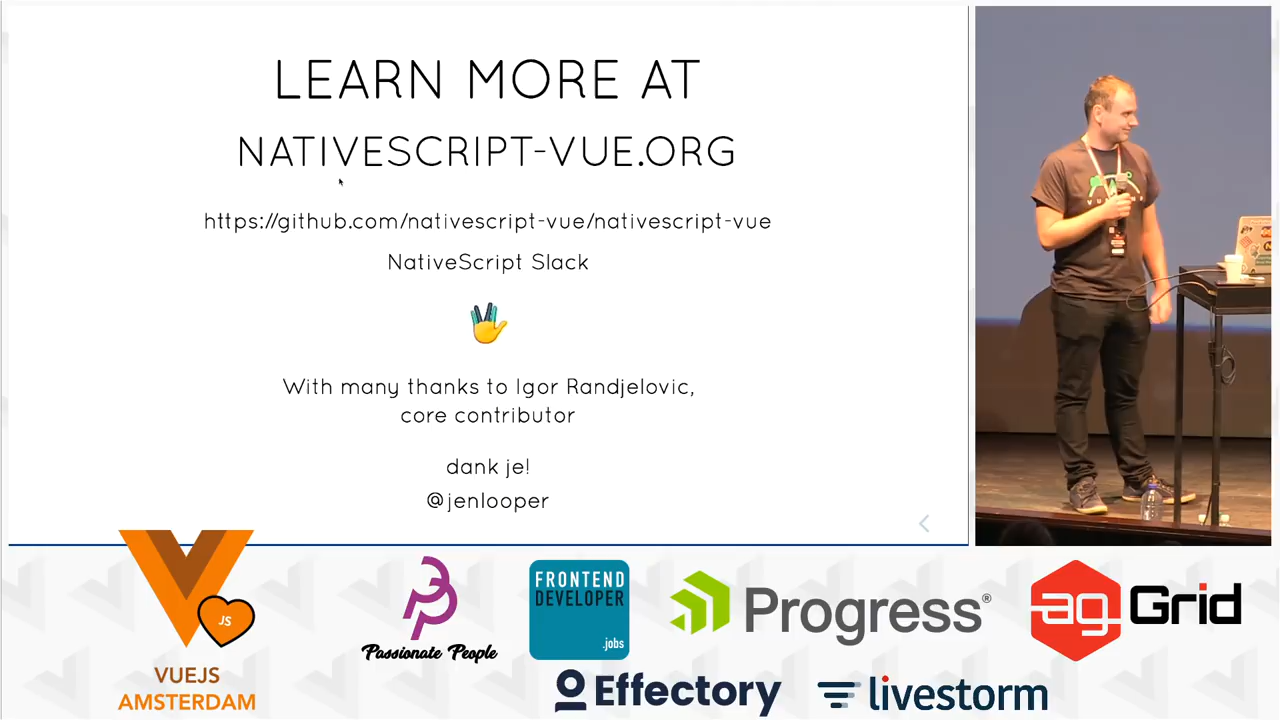 LEARN MORE AT
NATIVESCRIPT-VUE.ORG
https://github.com/nativescript-vue/nativescript-vue
NativeScript Slack
With many thanks to Igor Randjelovic,
core contributor
dank je!
@jenlooper
JS
VUEJS
AMSTERDAM
Passionate People
FRONTEND
DEVELOPER
.jobs
Progress®
ag Grid
Effectory
livestorm